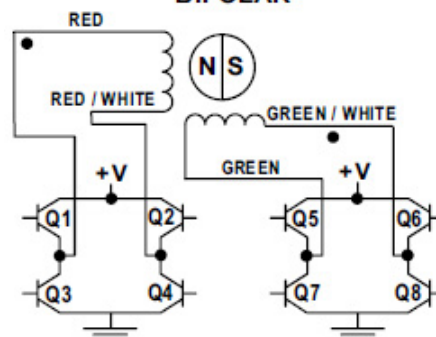 BIPOLAR
RED
N S
RED / WHITE
GREEN / WHITE
GREEN
+V
+V
Q1 Q2 Q5 Q6
Q3 Q4 Q7 Q8